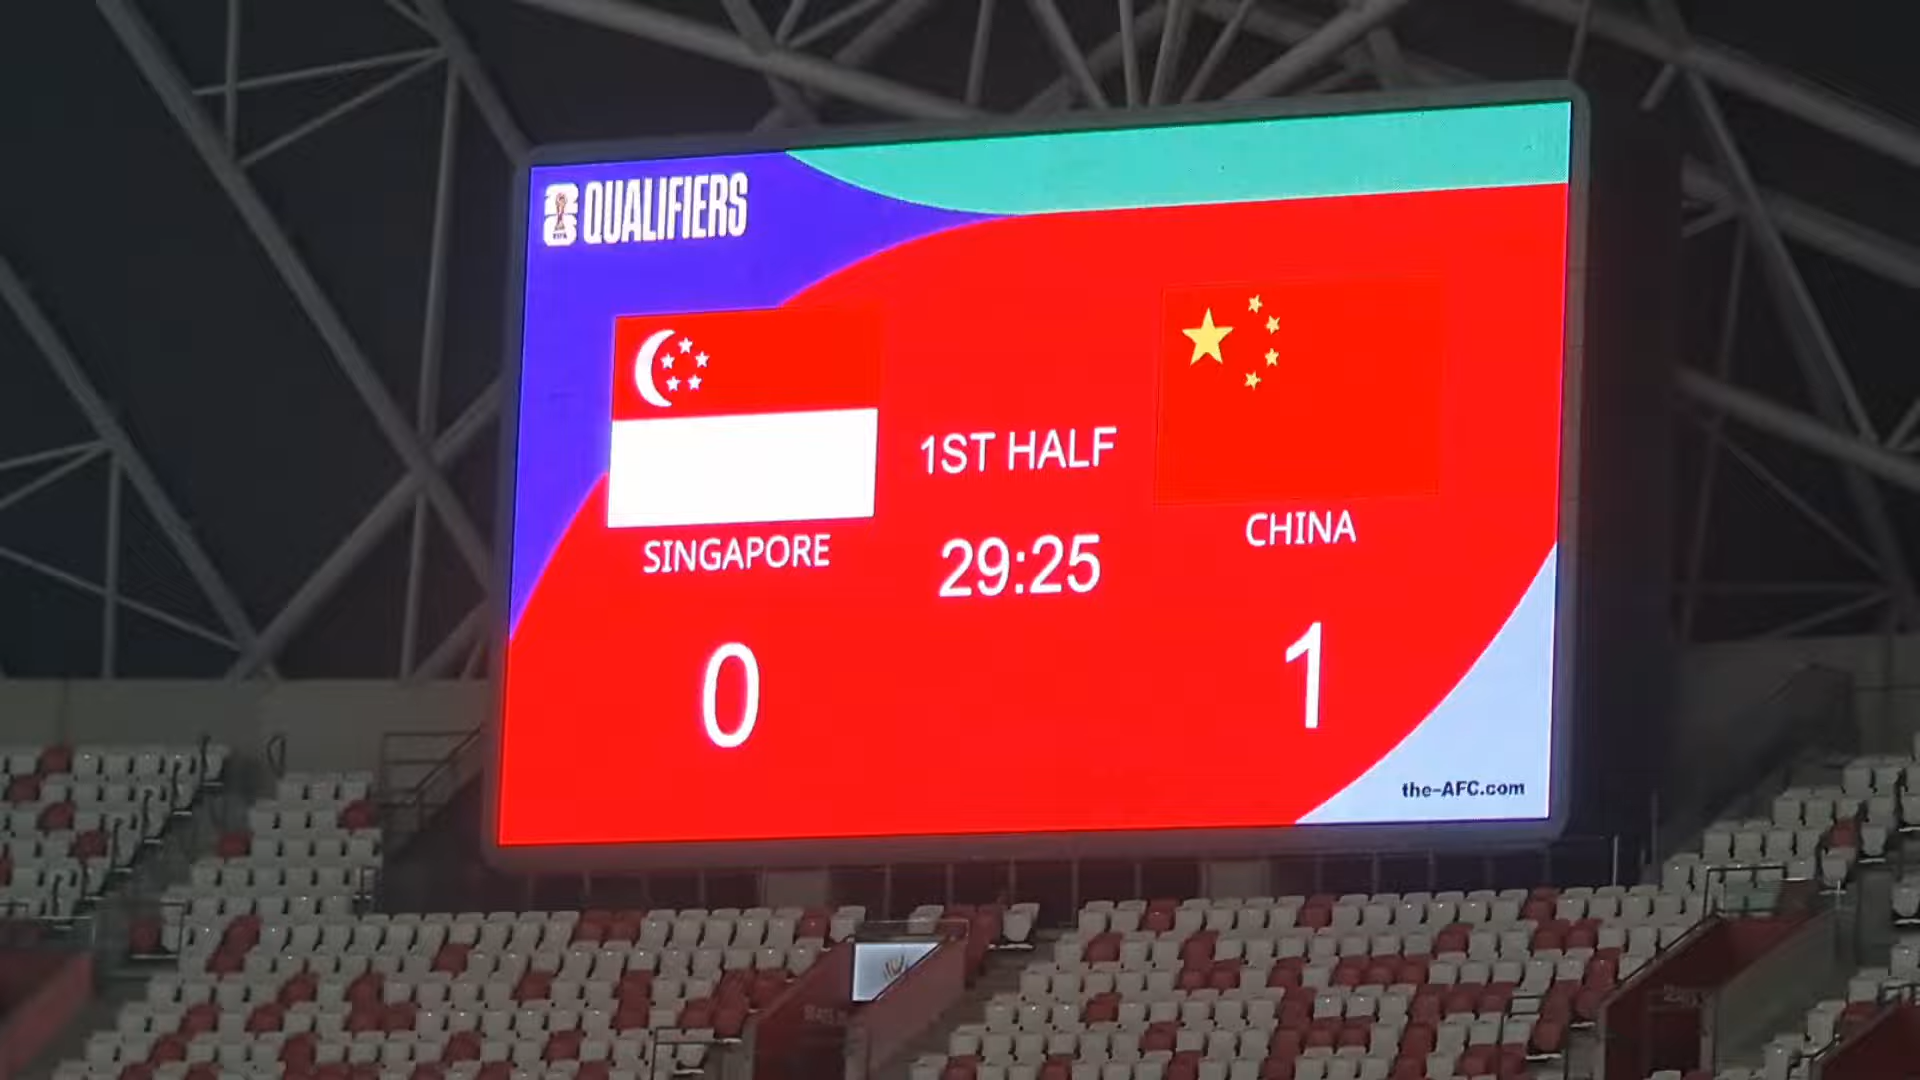 QUALIFIERS
1ST HALF
SINGAPORE
CHINA
29:25
0
1
the-AFC.com